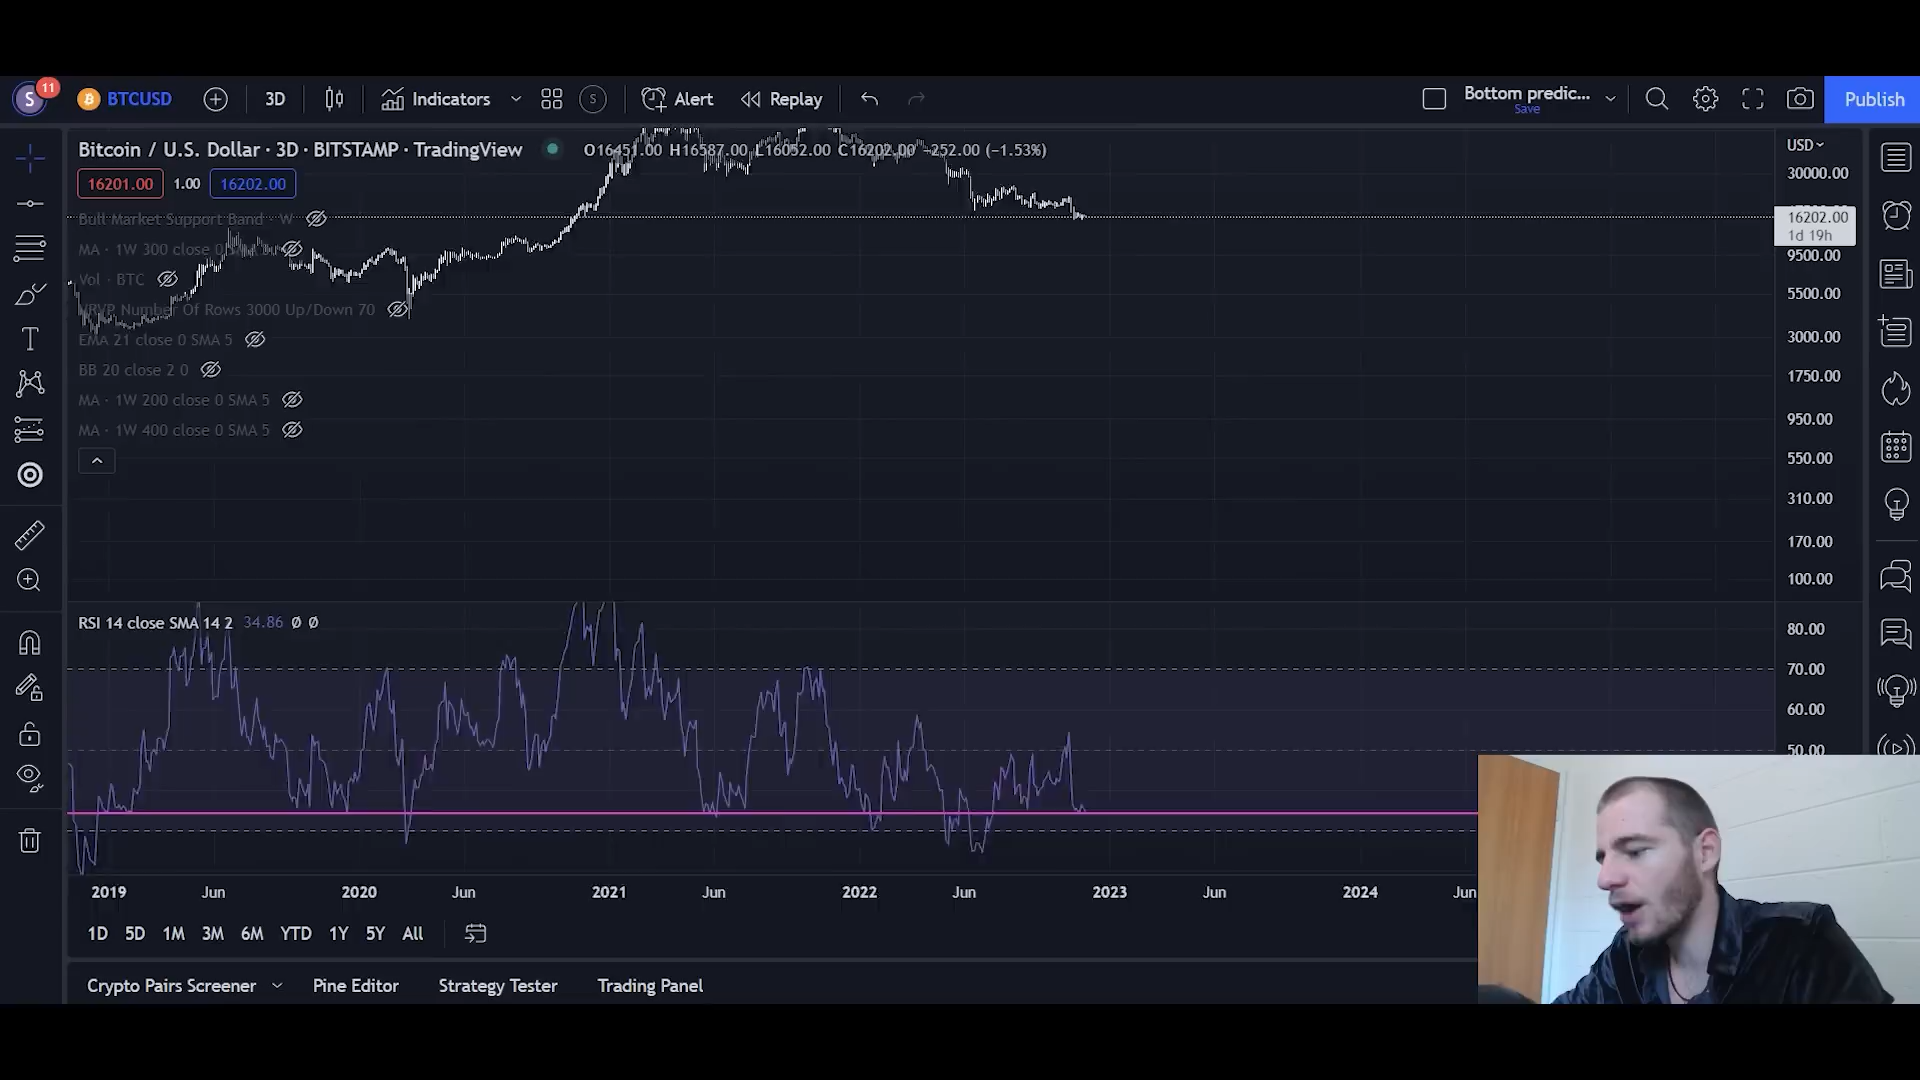 S 11 BTCUSD 3D Indicators S Alert Replay Bottom predic... Save Publish
Bitcoin / U.S. Dollar · 3D · BITSTAMP · TradingView O16451.00 H16587.00 L16052.00 C16202.00 −252.00 (−1.53%)
USD
16201.00 1.00 16202.00
30000.00
Bull Market Support Band · W
16202.00
1d 19h
MA · 1W 300 close 0 SMA 5
9500.00
Vol · BTC
5500.00
VRVP Number Of Rows 3000 Up/Down 70
EMA 21 close 0 SMA 5
3000.00
BB 20 close 2 0
1750.00
MA · 1W 200 close 0 SMA 5
950.00
MA · 1W 400 close 0 SMA 5
550.00
310.00
170.00
100.00
RSI 14 close SMA 14 2 34.86 Ø Ø
80.00
70.00
60.00
50.00
2019 Jun 2020 Jun 2021 Jun 2022 Jun 2023 Jun 2024 Jun
1D 5D 1M 3M 6M YTD 1Y 5Y All
Crypto Pairs Screener Pine Editor Strategy Tester Trading Panel